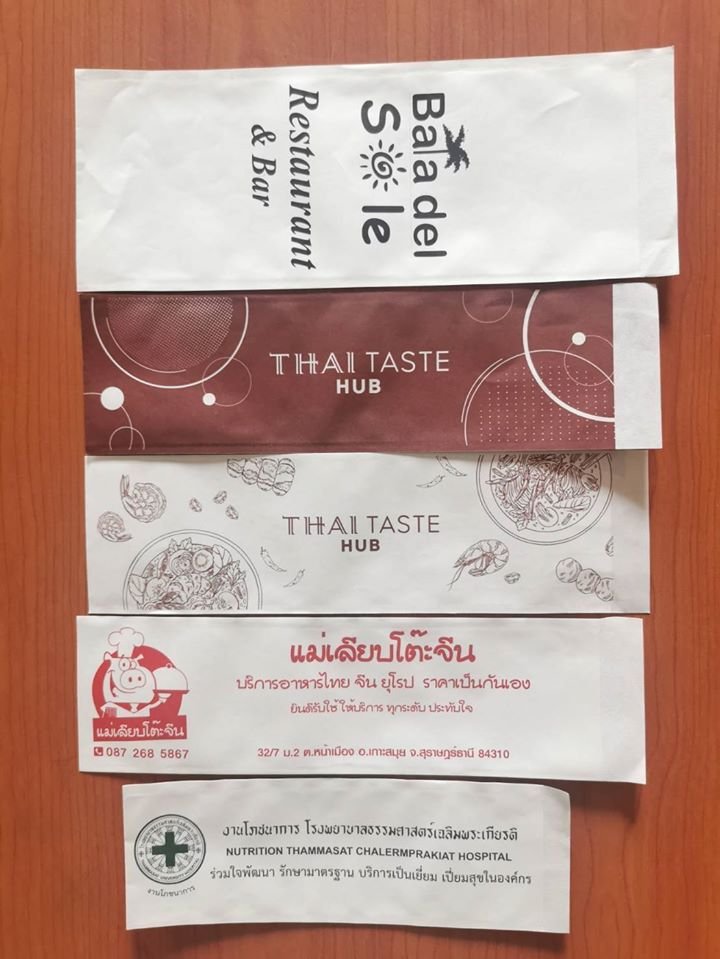 Baladel
Sole
Restaurant
& Bar
THAI TASTE
HUB
THAI TASTE
HUB
แม่เลียบโต๊ะจีน
บริการอาหารไทย จีน ยุโรป ราคาเป็นกันเอง
ยินดีรับใช้ ให้บริการ ทุกระดับ ประทับใจ
แม่เลียบโต๊ะจีน
087 268 5867
32/7 ม.2 ต.หน้าเมือง อ.เกาะสมุย จ.สุราษฎร์ธานี 84310
งานโภชนาการ โรงพยาบาลธรรมศาสตร์เฉลิมพระเกียรติ
NUTRITION THAMMASAT CHALERMPRAKIAT HOSPITAL
ร่วมใจพัฒนา รักษามาตรฐาน บริการเป็นเยี่ยม เปี่ยมสุขในองค์กร
งานโภชนาการ